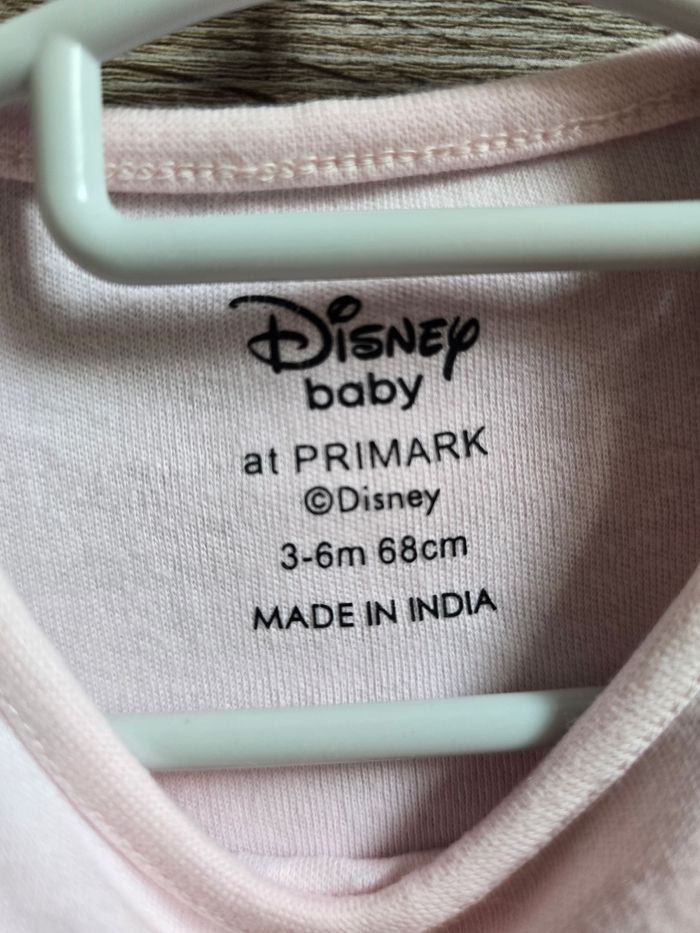 Disney
baby
at PRIMARK
©Disney
3-6m 68cm
MADE IN INDIA